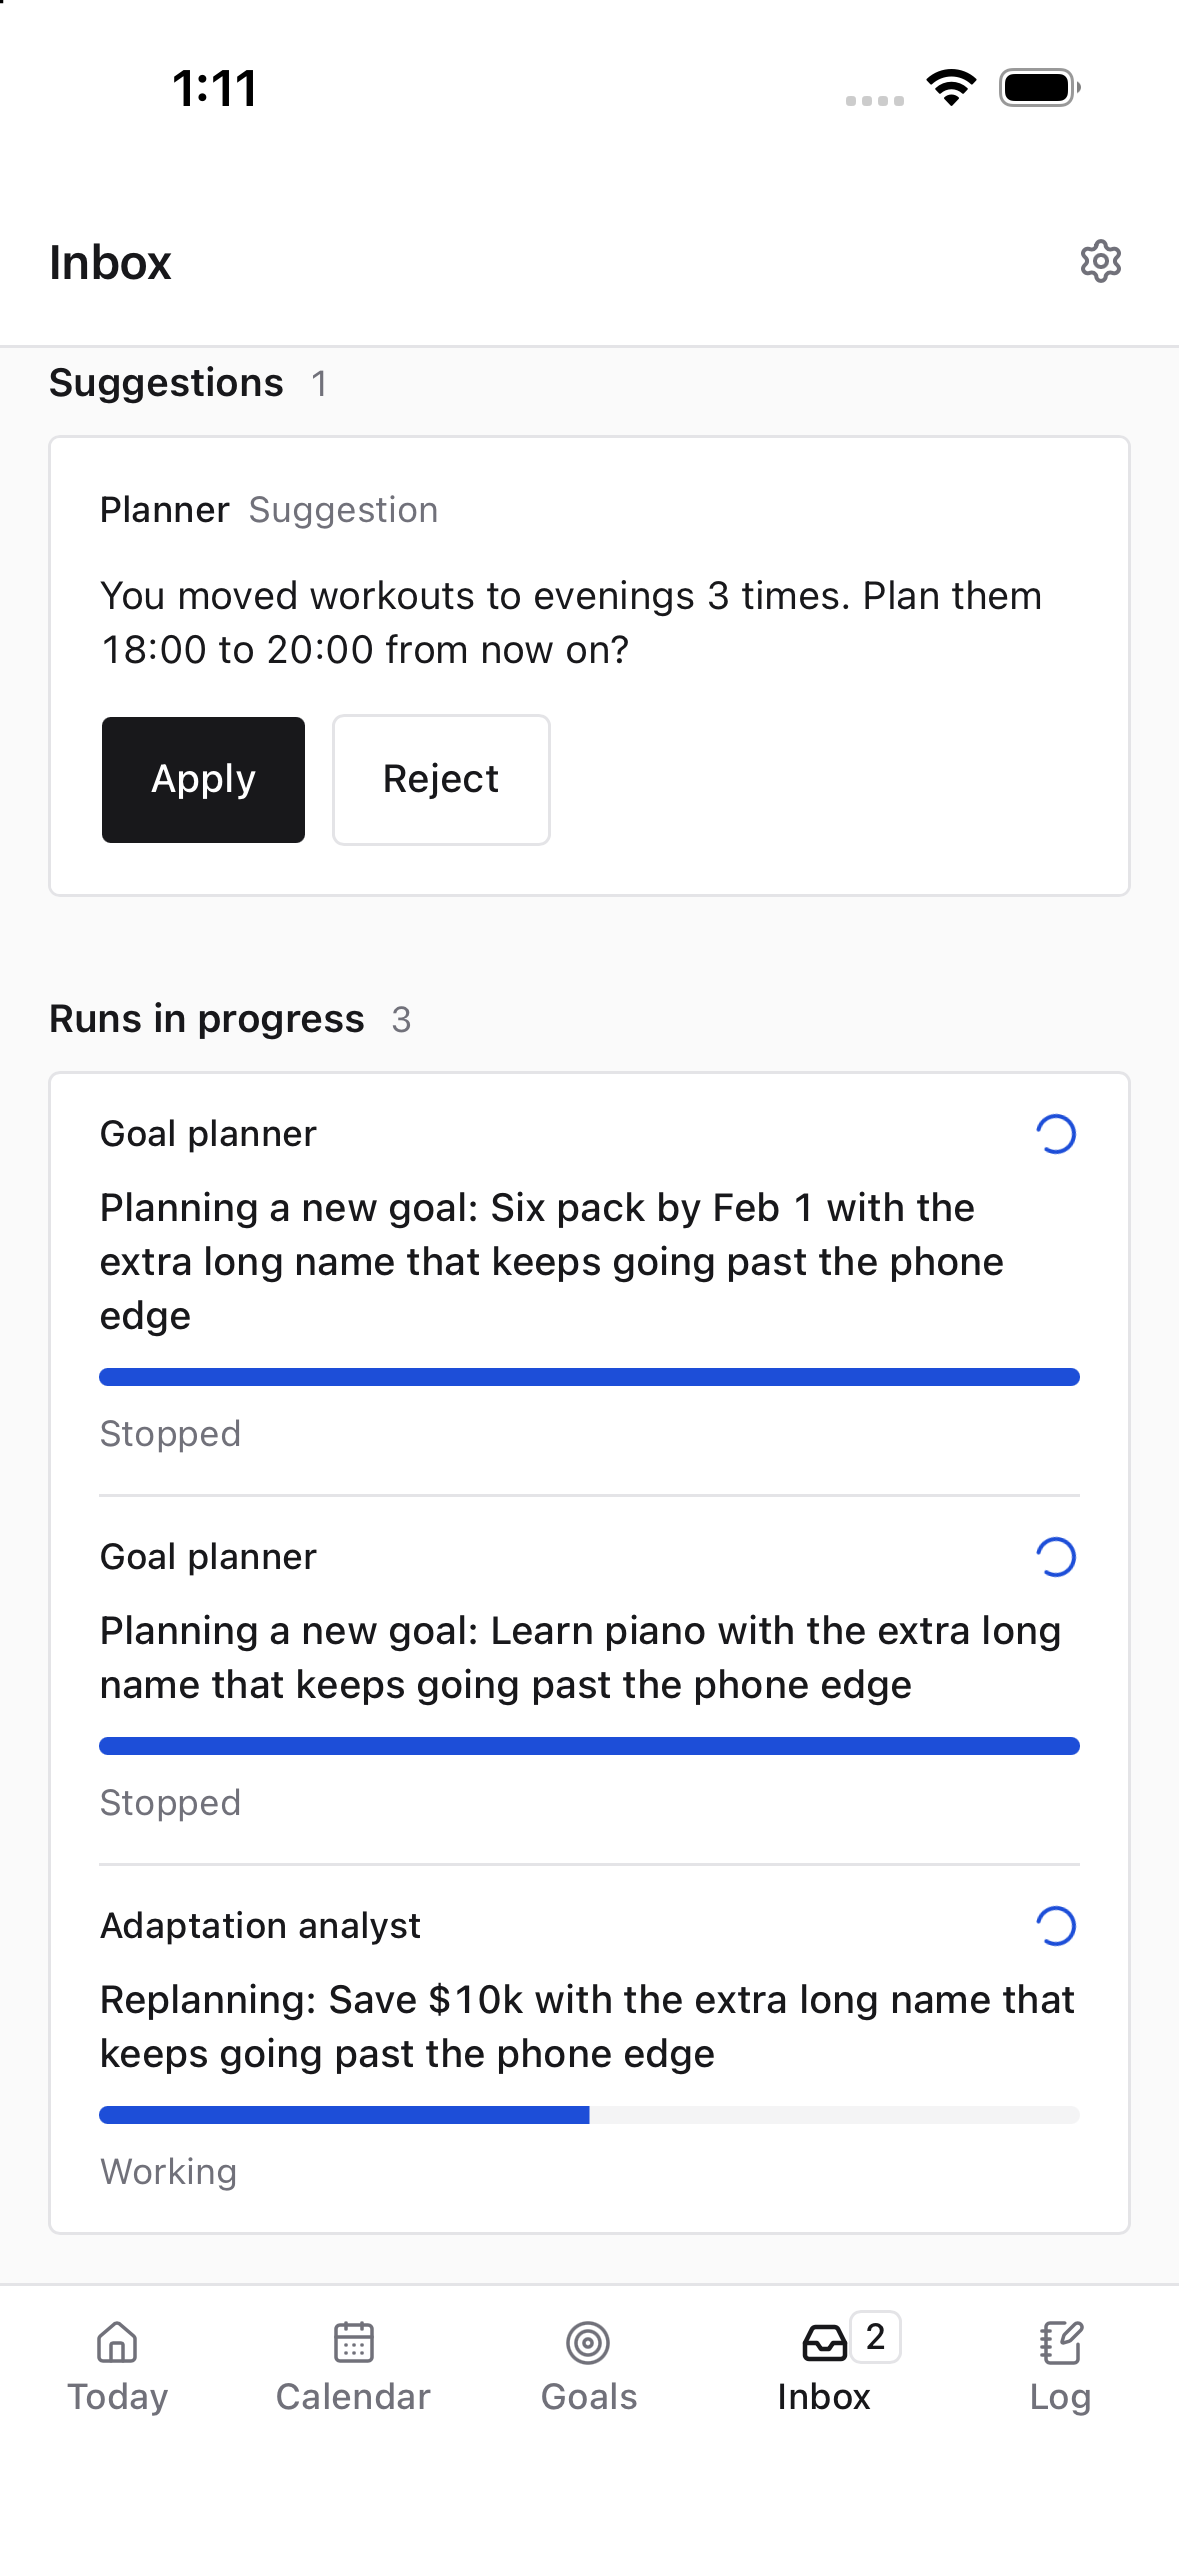 1:11
Inbox
Suggestions 1
Planner Suggestion
You moved workouts to evenings 3 times. Plan them
18:00 to 20:00 from now on?
Apply Reject
Runs in progress 3
Goal planner
Planning a new goal: Six pack by Feb 1 with the
extra long name that keeps going past the phone
edge
Stopped
Goal planner
Planning a new goal: Learn piano with the extra long
name that keeps going past the phone edge
Stopped
Adaptation analyst
Replanning: Save $10k with the extra long name that
keeps going past the phone edge
Working
2
Today Calendar Goals Inbox Log